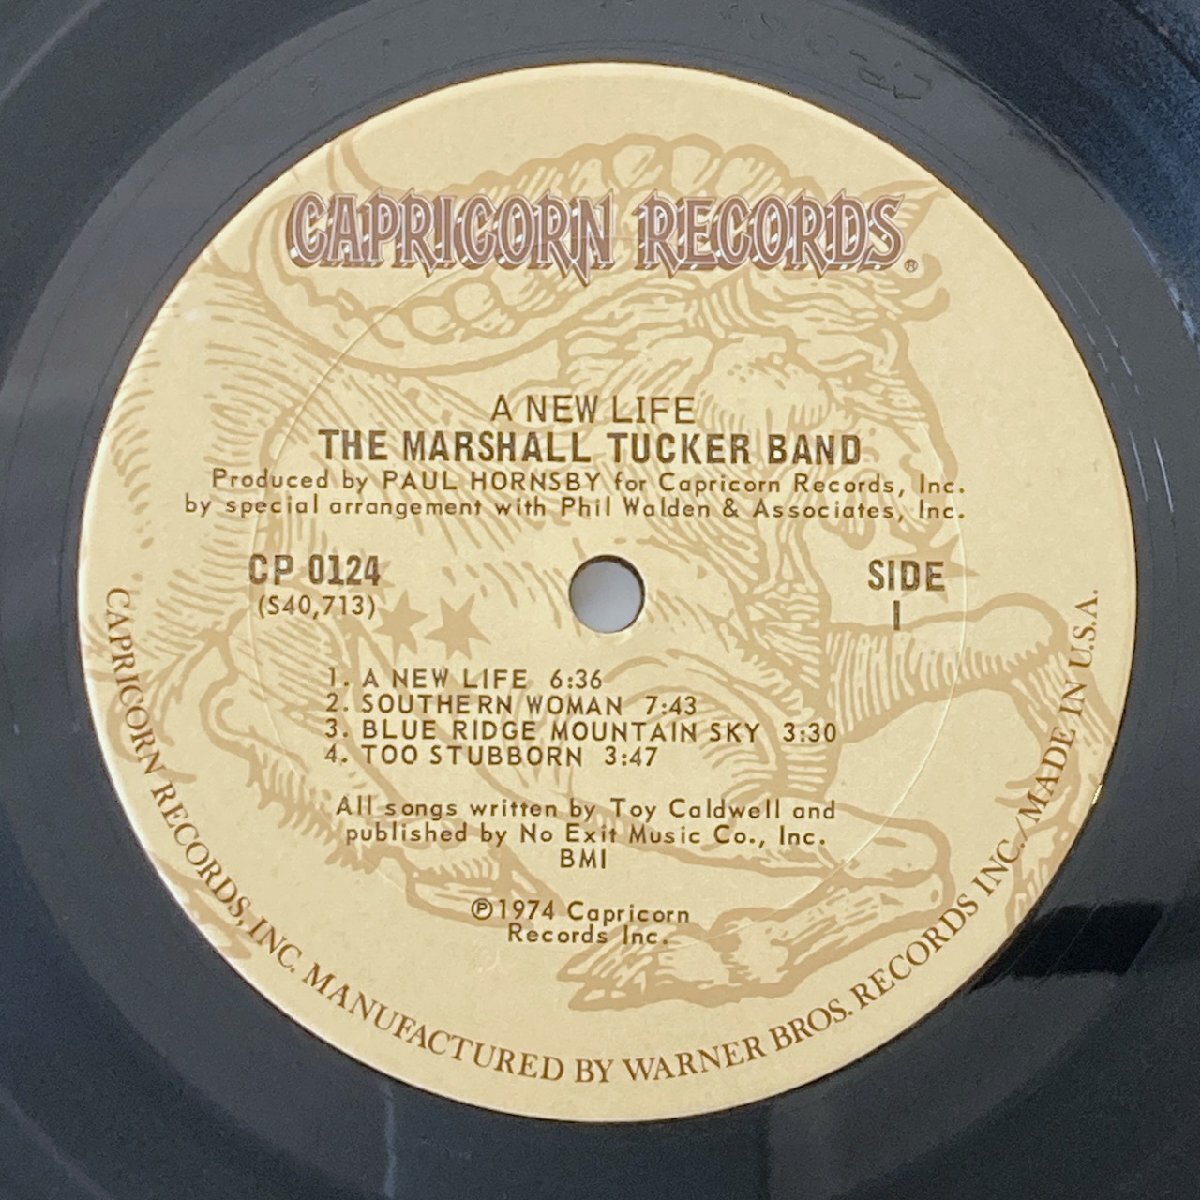 CAPRICORN RECORDS®
A NEW LIFE
THE MARSHALL TUCKER BAND
Produced by PAUL HORNSBY for Capricorn Records, Inc.
by special arrangement with Phil Walden & Associates, Inc.
CP 0124
(S40,713)
SIDE
I
1. A NEW LIFE 6:36
2. SOUTHERN WOMAN 7:43
3. BLUE RIDGE MOUNTAIN SKY 3:30
4. TOO STUBBORN 3:47
All songs written by Toy Caldwell and
published by No Exit Music Co., Inc.
BMI
℗1974 Capricorn
Records Inc.
CAPRICORN RECORDS, INC. MANUFACTURED BY WARNER BROS. RECORDS INC./MADE IN U.S.A.